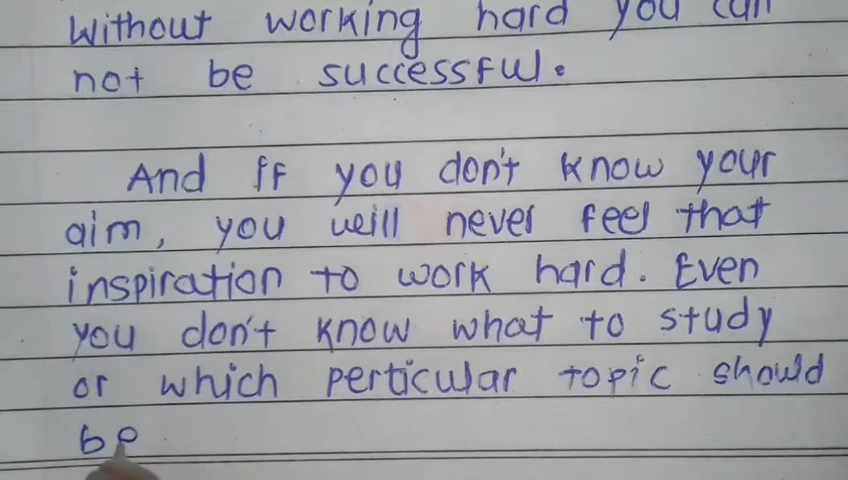 Without working hard you can
not be successful.
And if you don't know your
aim, you will never feel that
inspiration to work hard. Even
you don't know what to study
or which perticular topic should
be